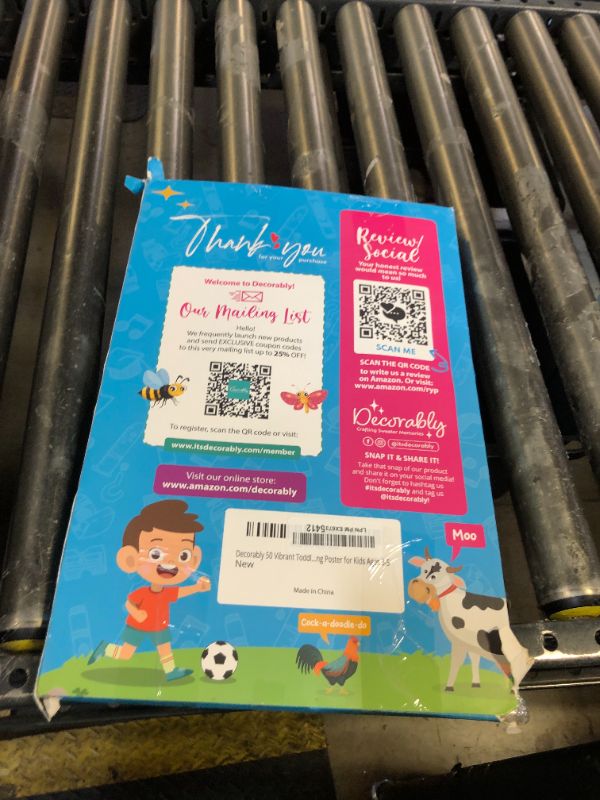 Thank you
for your purchase
Welcome to Decorably!
Our Mailing List
Hello!
We frequently launch new products
and send EXCLUSIVE coupon codes
to this very mailing list up to 25% OFF!
To register, scan the QR code or visit:
www.itsdecorably.com/member
Visit our online store:
www.amazon.com/decorably
Review/
Social
Your honest review
would mean so much
to us!
SCAN ME
SCAN THE QR CODE
to write us a review
on Amazon. Or visit:
www.amazon.com/ryp
Decorably
Crafting Sweeter Memories
@itsdecorably
SNAP IT & SHARE IT!
Take that snap of our product
and share it on your social media!
Don't forget to hashtag us
#itsdecorably and tag us
@itsdecorably!
Decorably 50 Vibrant Toddl...ng Poster for Kids
New
Made in China
Moo
Cock-a-doodle-do